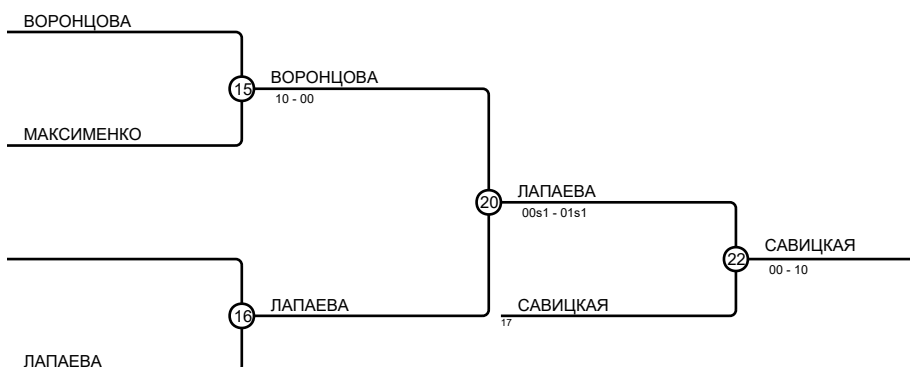 ВОРОНЦОВА
15
ВОРОНЦОВА
10 - 00
МАКСИМЕНКО
20
ЛАПАЕВА
00s1 - 01s1
22
САВИЦКАЯ
00 - 10
16
ЛАПАЕВА
САВИЦКАЯ
17
ЛАПАЕВА